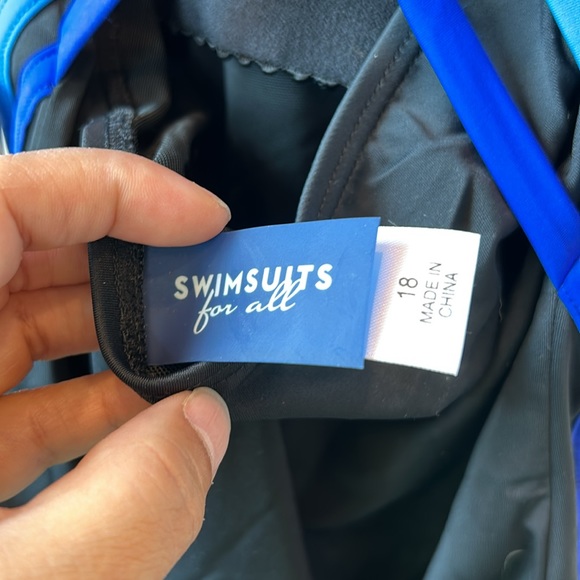 SWIMSUITS
for all
18
MADE IN
CHINA